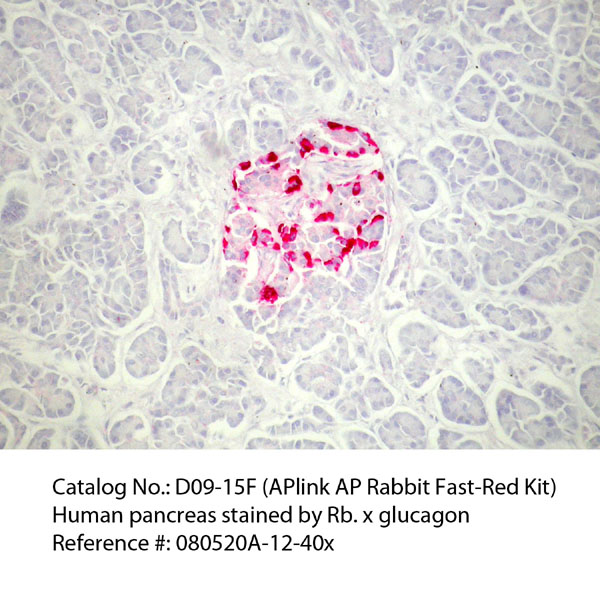 Catalog No.: D09-15F (APlink AP Rabbit Fast-Red Kit)
Human pancreas stained by Rb. x glucagon
Reference #: 080520A-12-40x